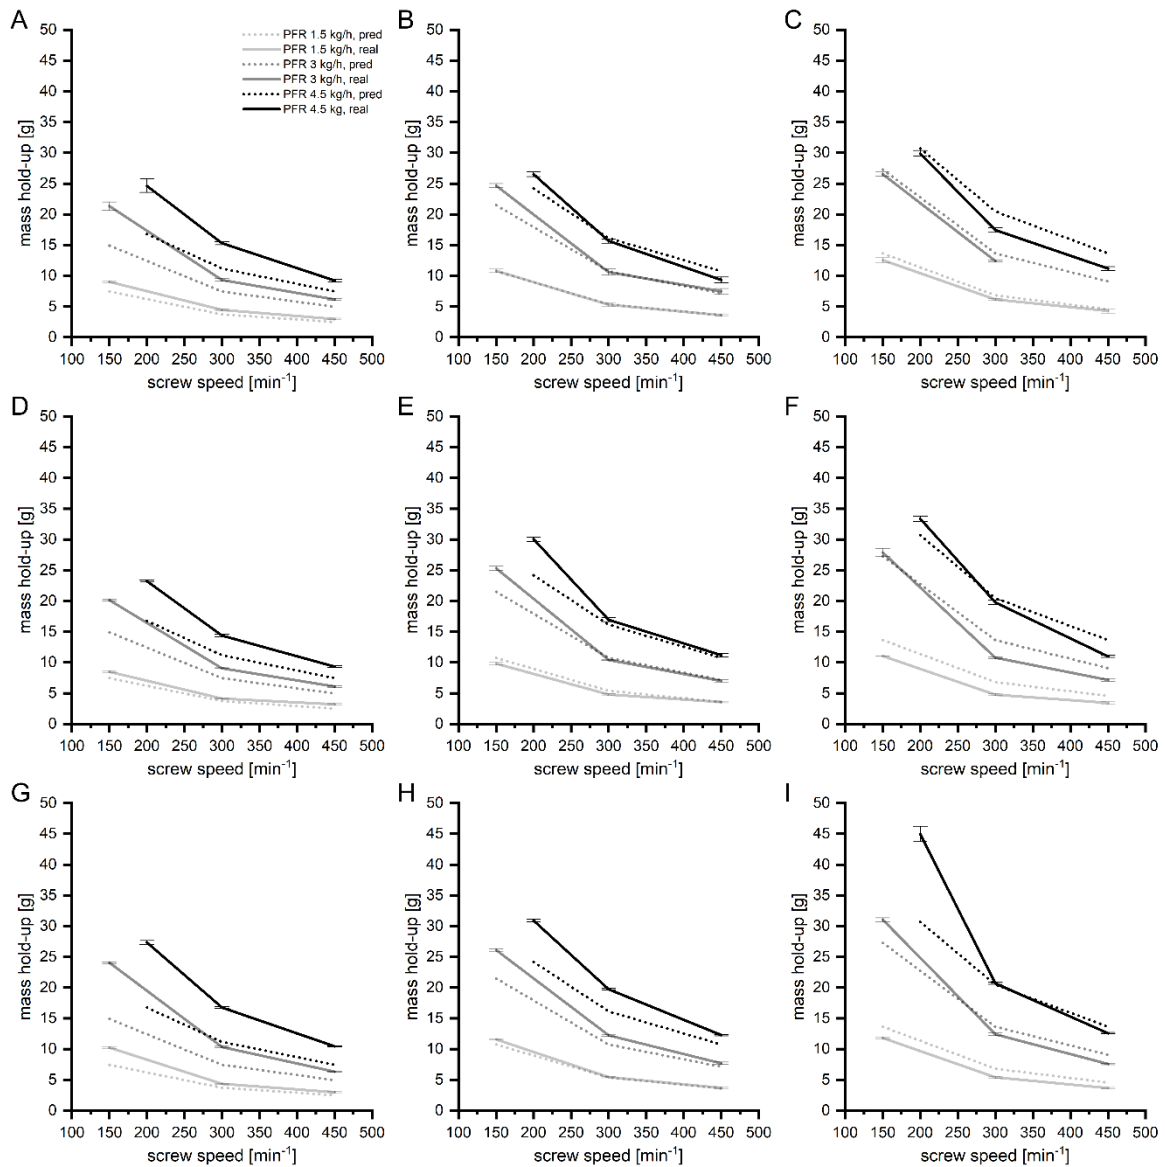 A
50
45
40
35
30
25
20
15
10
5
0
mass hold-up [g]
100 150 200 250 300 350 400 450 500
screw speed [min⁻¹]
PFR 1.5 kg/h, pred
PFR 1.5 kg/h, real
PFR 3 kg/h, pred
PFR 3 kg/h, real
PFR 4.5 kg/h, pred
PFR 4.5 kg, real
B
50
45
40
35
30
25
20
15
10
5
0
mass hold-up [g]
100 150 200 250 300 350 400 450 500
screw speed [min⁻¹]
C
50
45
40
35
30
25
20
15
10
5
0
mass hold-up [g]
100 150 200 250 300 350 400 450 500
screw speed [min⁻¹]
D
50
45
40
35
30
25
20
15
10
5
0
mass hold-up [g]
100 150 200 250 300 350 400 450 500
screw speed [min⁻¹]
E
50
45
40
35
30
25
20
15
10
5
0
mass hold-up [g]
100 150 200 250 300 350 400 450 500
screw speed [min⁻¹]
F
50
45
40
35
30
25
20
15
10
5
0
mass hold-up [g]
100 150 200 250 300 350 400 450 500
screw speed [min⁻¹]
G
50
45
40
35
30
25
20
15
10
5
0
mass hold-up [g]
100 150 200 250 300 350 400 450 500
screw speed [min⁻¹]
H
50
45
40
35
30
25
20
15
10
5
0
mass hold-up [g]
100 150 200 250 300 350 400 450 500
screw speed [min⁻¹]
I
50
45
40
35
30
25
20
15
10
5
0
mass hold-up [g]
100 150 200 250 300 350 400 450 500
screw speed [min⁻¹]